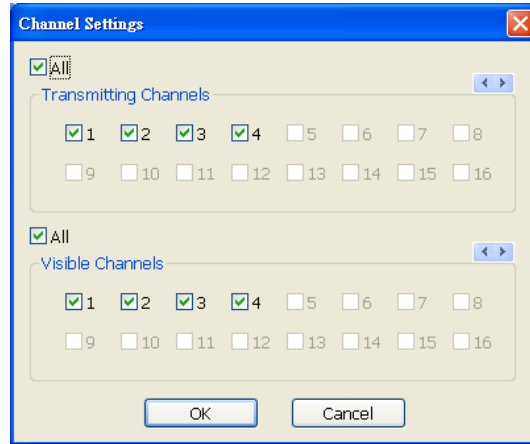 Channel Settings
All
Transmitting Channels
1 2 3 4 5 6 7 8
9 10 11 12 13 14 15 16
All
Visible Channels
1 2 3 4 5 6 7 8
9 10 11 12 13 14 15 16
OK Cancel